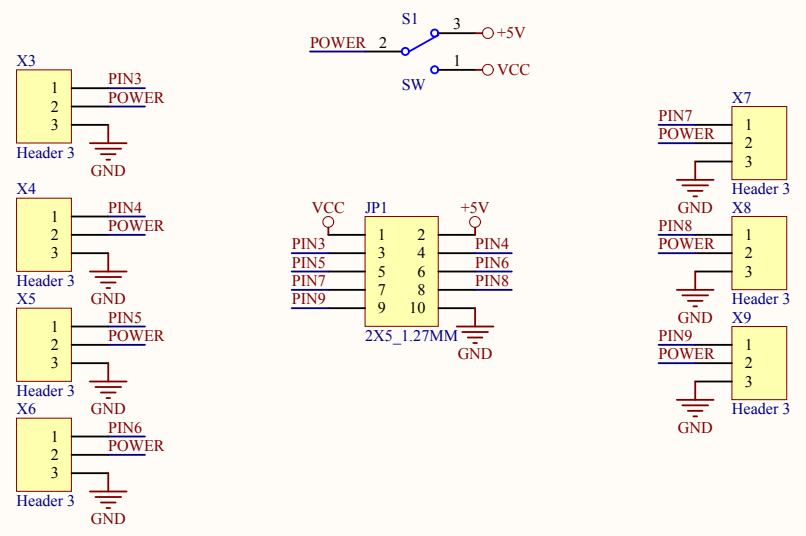 S1
POWER 2
3 +5V
1 VCC
SW
X3
1 PIN3
2 POWER
3
Header 3 GND
X4
1 PIN4
2 POWER
3
Header 3 GND
X5
1 PIN5
2 POWER
3
Header 3 GND
X6
1 PIN6
2 POWER
3
Header 3 GND
VCC JP1 +5V
1 2
PIN3 3 4 PIN4
PIN5 5 6 PIN6
PIN7 7 8 PIN8
PIN9 9 10
2X5_1.27MM GND
X7
PIN7 1
POWER 2
3
GND Header 3
X8
PIN8 1
POWER 2
3
GND Header 3
X9
PIN9 1
POWER 2
3
GND Header 3